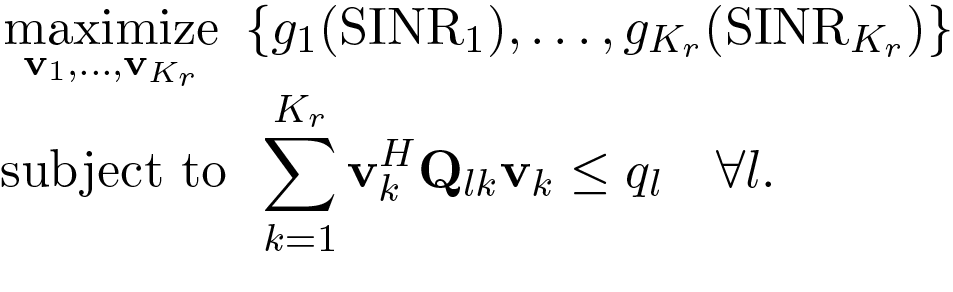 maximize {g_1(SINR_1), . . . , g_{K_r}(SINR_{K_r})}
v_1,...,v_{K_r}
subject to \sum_{k=1}^{K_r} v_k^H Q_{lk} v_k ≤ q_l ∀l.